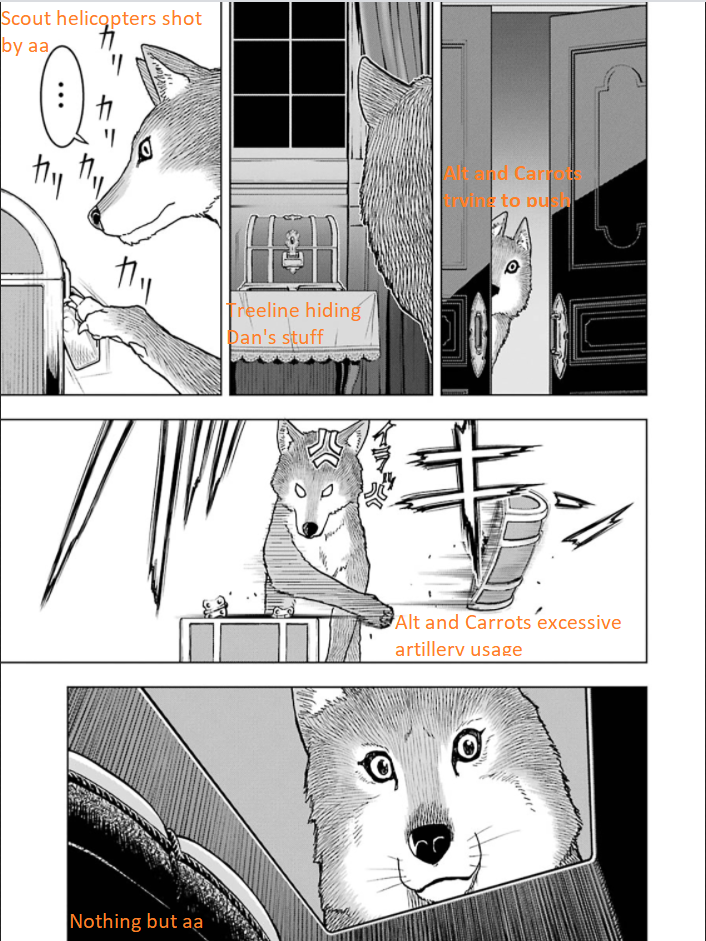 Alt and Carrots
trying to push
Treeline hiding
Dan's stuff
Scout helicopters shot
by aa
…
カリ
カリ
カリ
カリ
カリ
イラッ
Alt and Carrots excessive
artillery usage
Nothing but aa